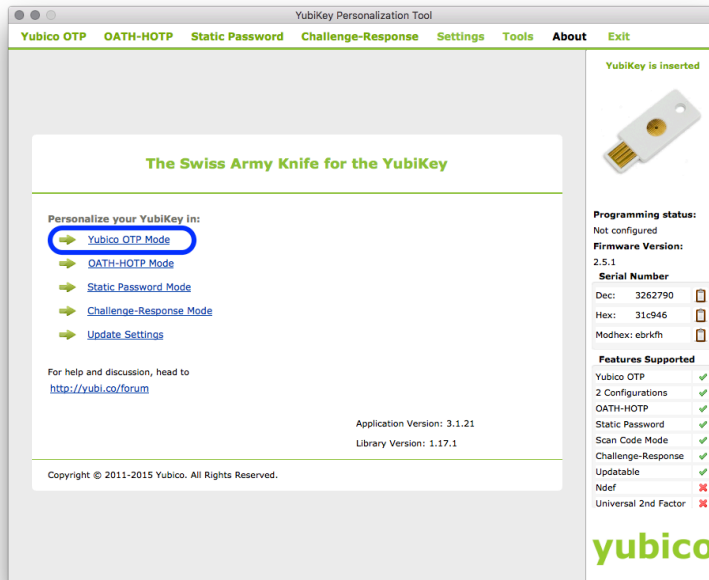 YubiKey Personalization Tool
Yubico OTP OATH-HOTP Static Password Challenge-Response Settings Tools About Exit
The Swiss Army Knife for the YubiKey
Personalize your YubiKey in:
Yubico OTP Mode
OATH-HOTP Mode
Static Password Mode
Challenge-Response Mode
Update Settings
For help and discussion, head to
http://yubi.co/forum
Application Version: 3.1.21
Library Version: 1.17.1
Copyright © 2011-2015 Yubico. All Rights Reserved.
YubiKey is inserted
Programming status:
Not configured
Firmware Version:
2.5.1
Serial Number
Dec: 3262790
Hex: 31c946
Modhex: ebrkfh
Features Supported
Yubico OTP
2 Configurations
OATH-HOTP
Static Password
Scan Code Mode
Challenge-Response
Updatable
Ndef
Universal 2nd Factor
yubico